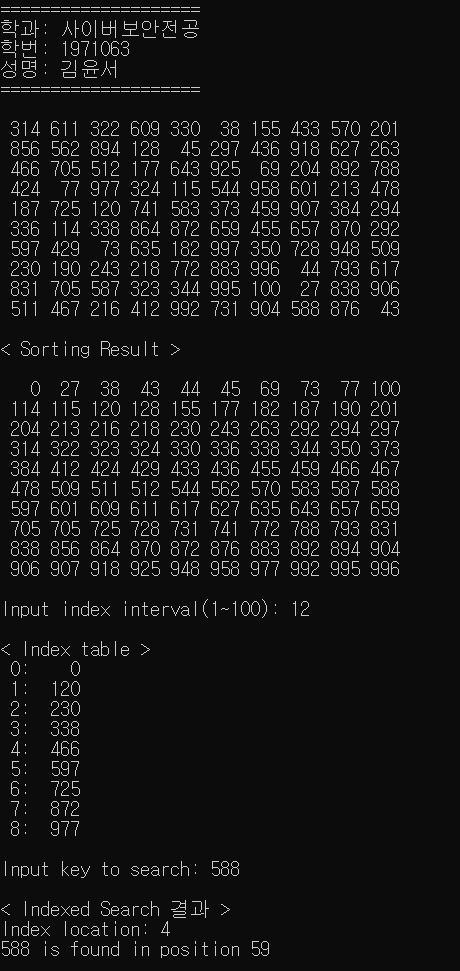 ====================
학과: 사이버보안전공
학번: 1971063
성명: 김윤서
====================
314 611 322 609 330  38 155 433 570 201
856 562 894 128  45 297 436 918 627 263
466 705 512 177 643 925  69 204 892 788
424  77 977 324 115 544 958 601 213 478
187 725 120 741 583 373 459 907 384 294
336 114 338 864 872 659 455 657 870 292
597 429  73 635 182 997 350 728 948 509
230 190 243 218 772 883 996  44 793 617
831 705 587 323 344 995 100  27 838 906
511 467 216 412 992 731 904 588 876  43
< Sorting Result >
  0  27  38  43  44  45  69  73  77 100
114 115 120 128 155 177 182 187 190 201
204 213 216 218 230 243 263 292 294 297
314 322 323 324 330 336 338 344 350 373
384 412 424 429 433 436 455 459 466 467
478 509 511 512 544 562 570 583 587 588
597 601 609 611 617 627 635 643 657 659
705 705 725 728 731 741 772 788 793 831
838 856 864 870 872 876 883 892 894 904
906 907 918 925 948 958 977 992 995 996
Input index interval(1~100): 12
< Index table >
0:    0
1:  120
2:  230
3:  338
4:  466
5:  597
6:  725
7:  872
8:  977
Input key to search: 588
< Indexed Search 결과 >
Index location: 4
588 is found in position 59